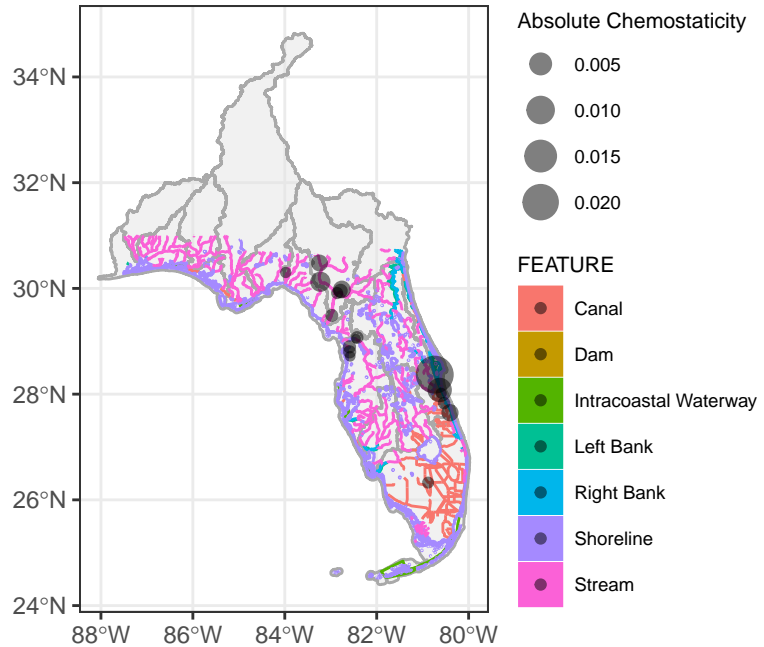 34°N
32°N
30°N
28°N
26°N
24°N
88°W
86°W
84°W
82°W
80°W
Absolute Chemostaticity
0.005
0.010
0.015
0.020
FEATURE
Canal
Dam
Intracoastal Waterway
Left Bank
Right Bank
Shoreline
Stream